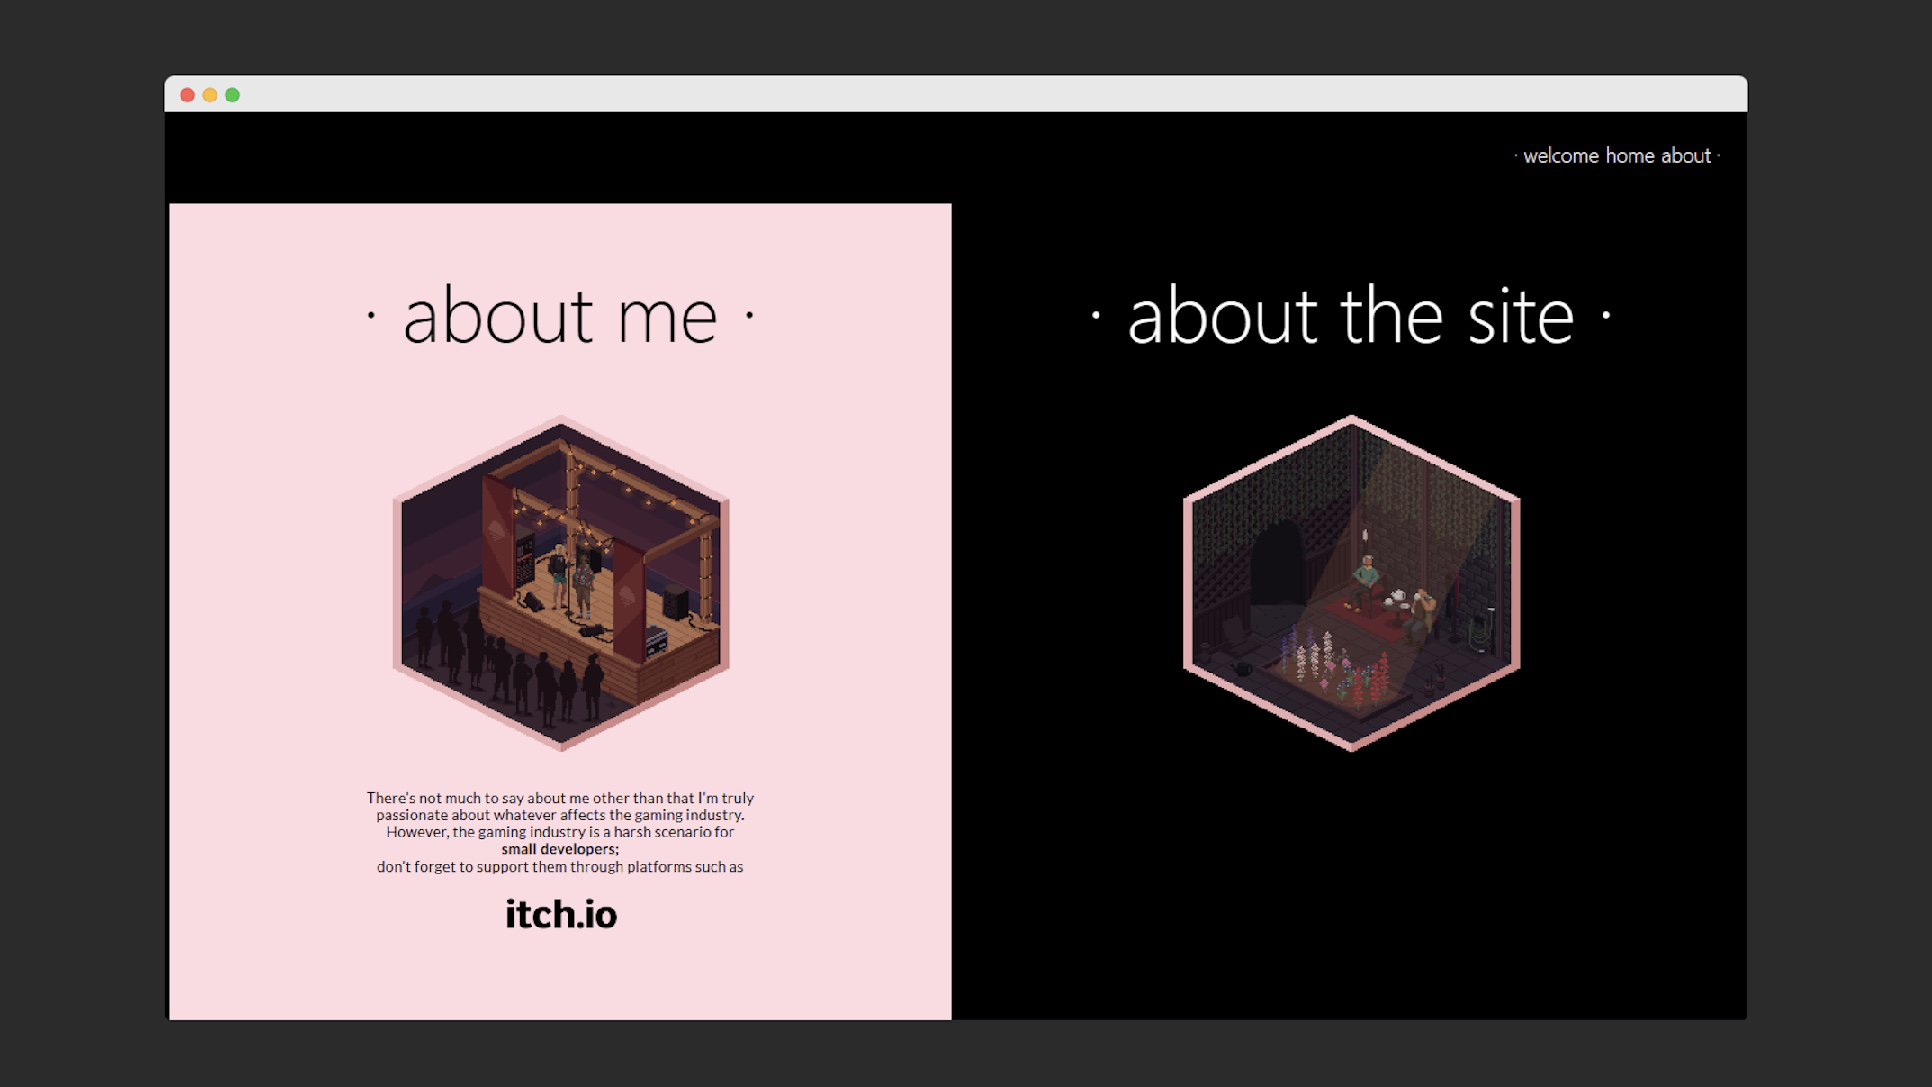 · welcome home about ·
· about me ·
There's not much to say about me other than that I'm truly
passionate about whatever affects the gaming industry.
However, the gaming industry is a harsh scenario for
small developers;
don't forget to support them through platforms such as
itch.io
· about the site ·